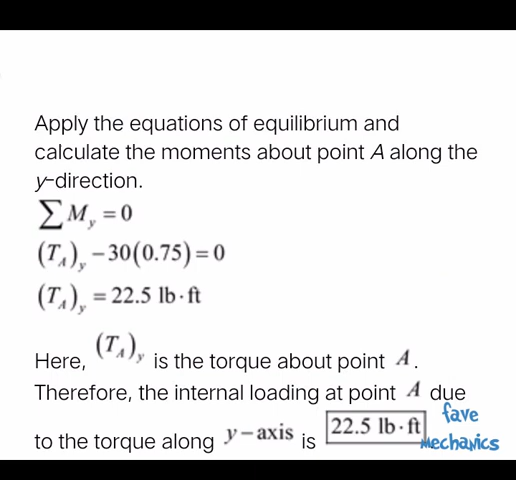 Apply the equations of equilibrium and
calculate the moments about point A along the
y-direction.
∑M_y = 0
(T_A)_y − 30(0.75) = 0
(T_A)_y = 22.5 lb·ft
Here, (T_A)_y is the torque about point A.
Therefore, the internal loading at point A due
to the torque along y−axis is 22.5 lb·ft
fave
Mechanics